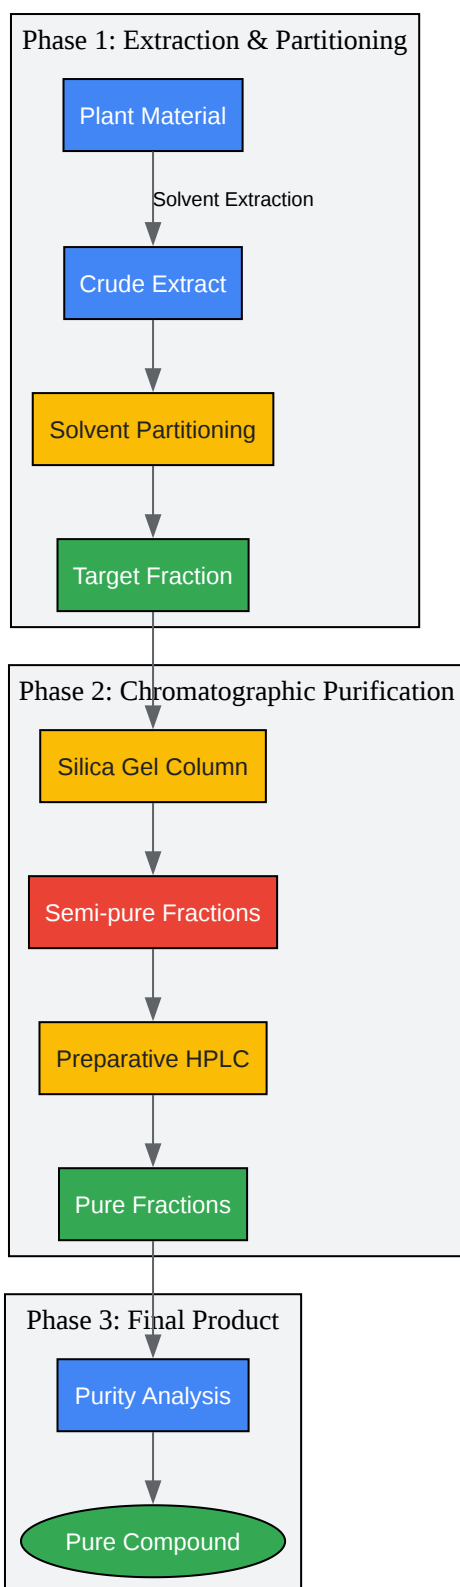 Phase 1: Extraction & Partitioning
Plant Material
Solvent Extraction
Crude Extract
Solvent Partitioning
Target Fraction
Phase 2: Chromatographic Purification
Silica Gel Column
Semi-pure Fractions
Preparative HPLC
Pure Fractions
Phase 3: Final Product
Purity Analysis
Pure Compound